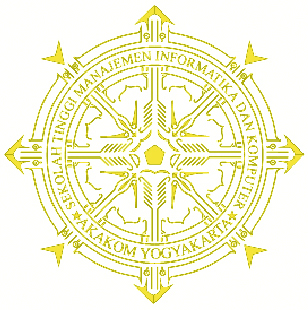 SEKOLAH TINGGI MANAJEMEN INFORMATIKA DAN KOMPUTER
AKAKOM YOGYAKARTA